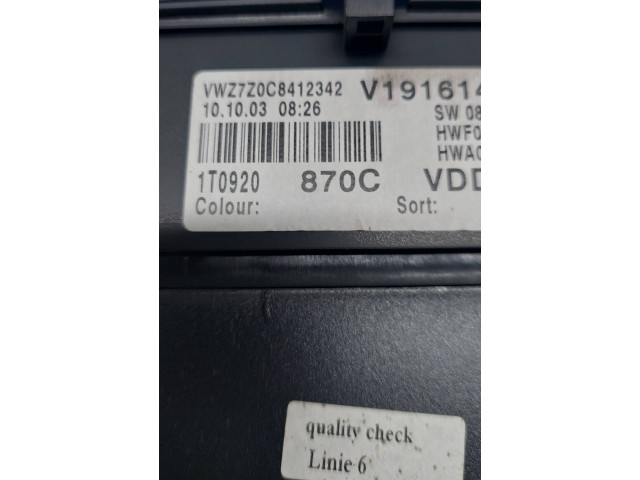 VWZ7Z0C8412342 V191614
10.10.03 08:26 SW 08
HWF0
HWA0
1T0920 870C VDD
Colour: Sort:
quality check
Linie 6